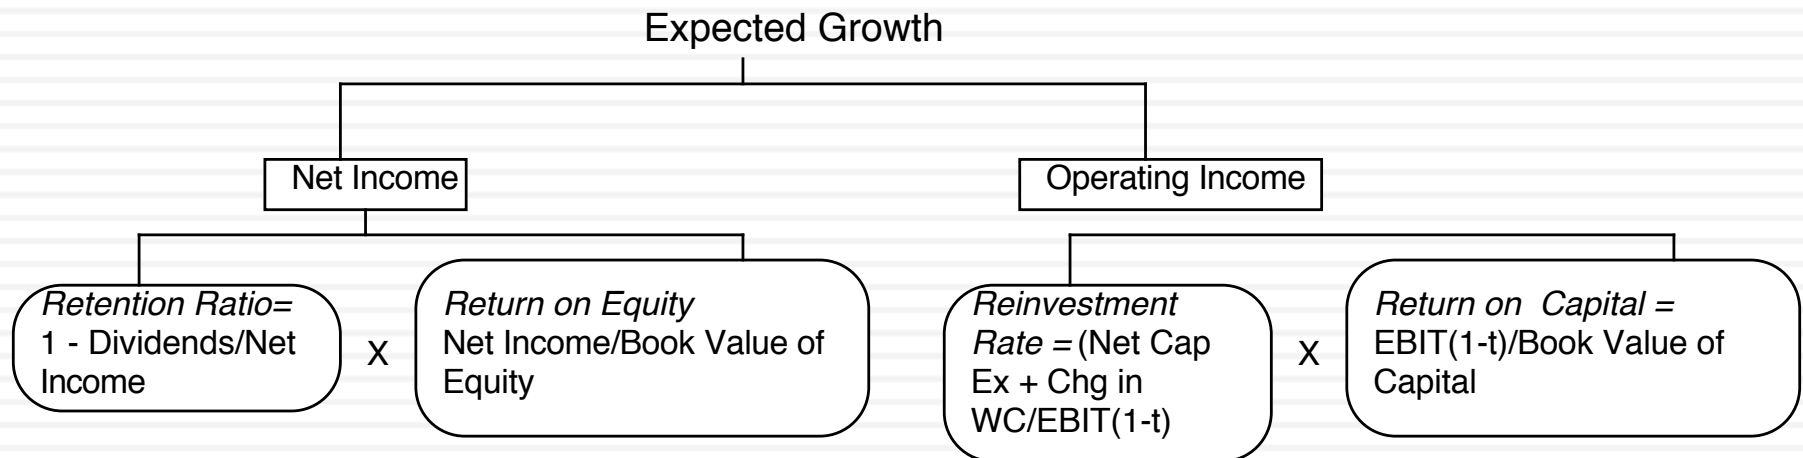 Expected Growth
Net Income
Operating Income
Retention Ratio=
1 - Dividends/Net
Income
X
Return on Equity
Net Income/Book Value of
Equity
Reinvestment
Rate = (Net Cap
Ex + Chg in
WC/EBIT(1-t)
X
Return on Capital =
EBIT(1-t)/Book Value of
Capital